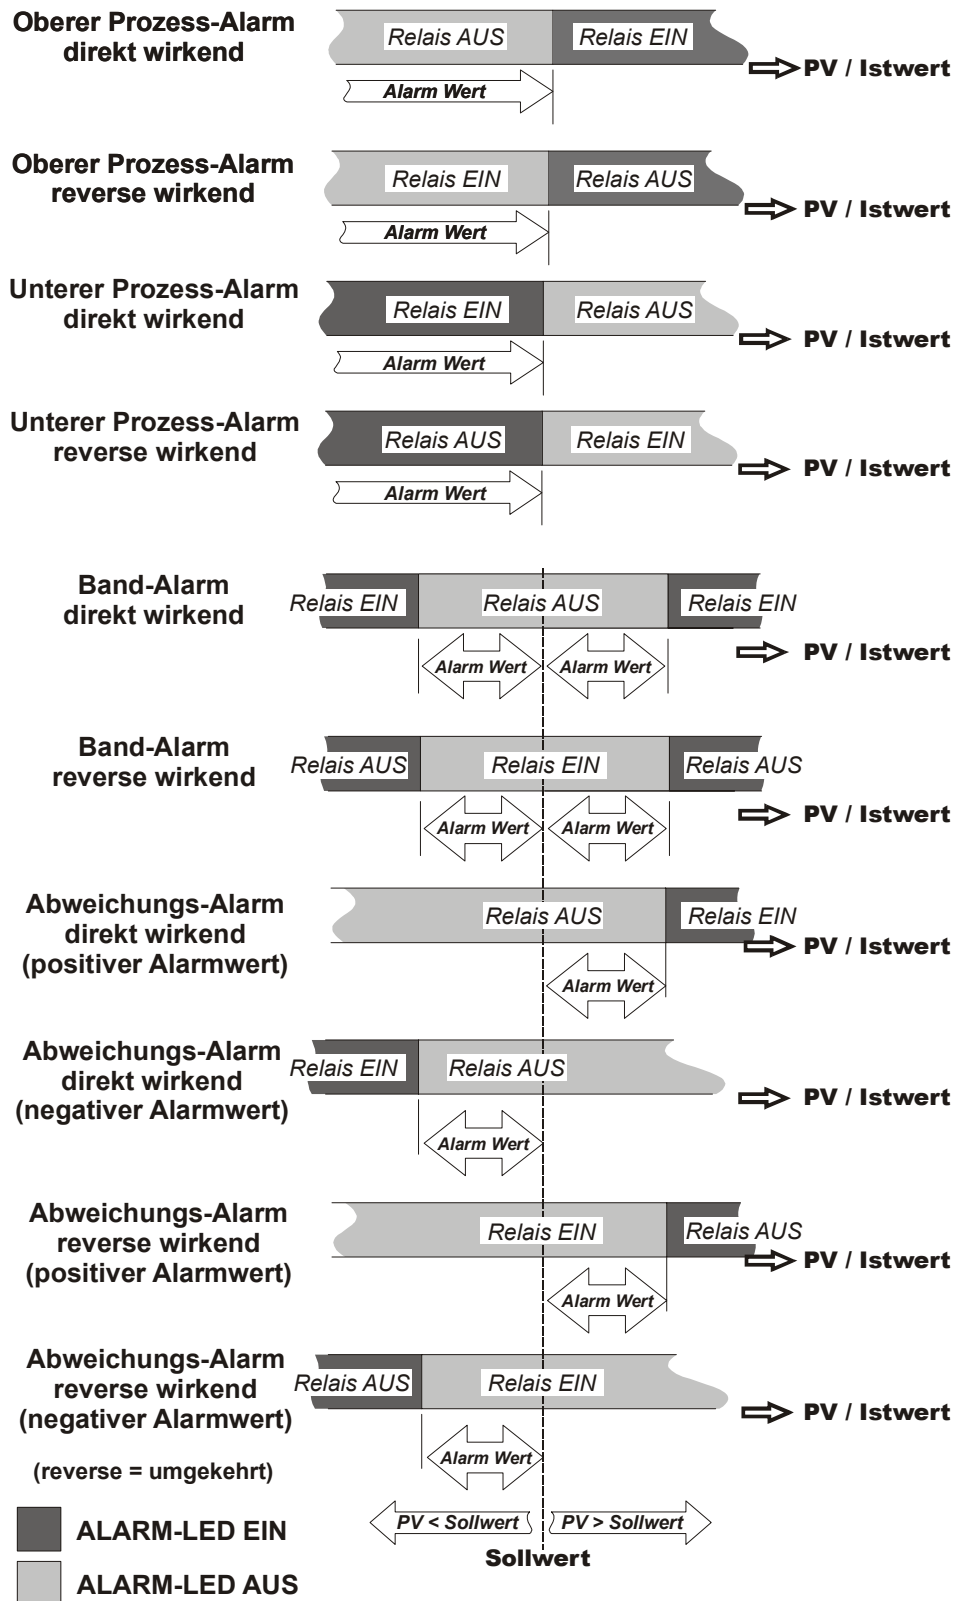 Oberer Prozess-Alarm
direkt wirkend
Relais AUS
Relais EIN
Alarm Wert
PV / Istwert
Oberer Prozess-Alarm
reverse wirkend
Relais EIN
Relais AUS
Alarm Wert
PV / Istwert
Unterer Prozess-Alarm
direkt wirkend
Relais EIN
Relais AUS
Alarm Wert
PV / Istwert
Unterer Prozess-Alarm
reverse wirkend
Relais AUS
Relais EIN
Alarm Wert
PV / Istwert
Band-Alarm
direkt wirkend
Relais EIN
Relais AUS
Relais EIN
Alarm Wert
Alarm Wert
PV / Istwert
Band-Alarm
reverse wirkend
Relais AUS
Relais EIN
Relais AUS
Alarm Wert
Alarm Wert
PV / Istwert
Abweichungs-Alarm
direkt wirkend
(positiver Alarmwert)
Relais AUS
Relais EIN
Alarm Wert
PV / Istwert
Abweichungs-Alarm
direkt wirkend
(negativer Alarmwert)
Relais EIN
Relais AUS
Alarm Wert
PV / Istwert
Abweichungs-Alarm
reverse wirkend
(positiver Alarmwert)
Relais EIN
Relais AUS
Alarm Wert
PV / Istwert
Abweichungs-Alarm
reverse wirkend
(negativer Alarmwert)
Relais AUS
Relais EIN
Alarm Wert
PV / Istwert
(reverse = umgekehrt)
PV < Sollwert
PV > Sollwert
Sollwert
ALARM-LED EIN
ALARM-LED AUS